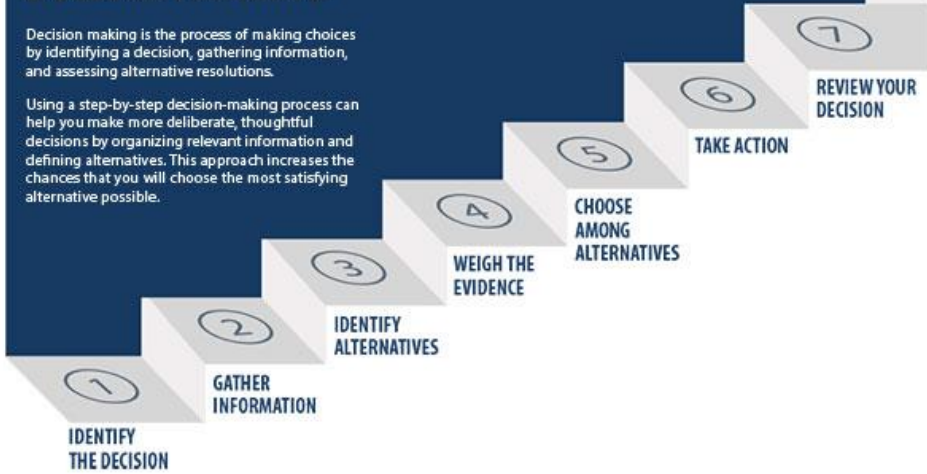 Decision making is the process of making choices
by identifying a decision, gathering information,
and assessing alternative resolutions.
Using a step-by-step decision-making process can
help you make more deliberate, thoughtful
decisions by organizing relevant information and
defining alternatives. This approach increases the
chances that you will choose the most satisfying
alternative possible.
1
IDENTIFY
THE DECISION
2
GATHER
INFORMATION
3
IDENTIFY
ALTERNATIVES
4
WEIGH THE
EVIDENCE
5
CHOOSE
AMONG
ALTERNATIVES
6
TAKE ACTION
7
REVIEW YOUR
DECISION